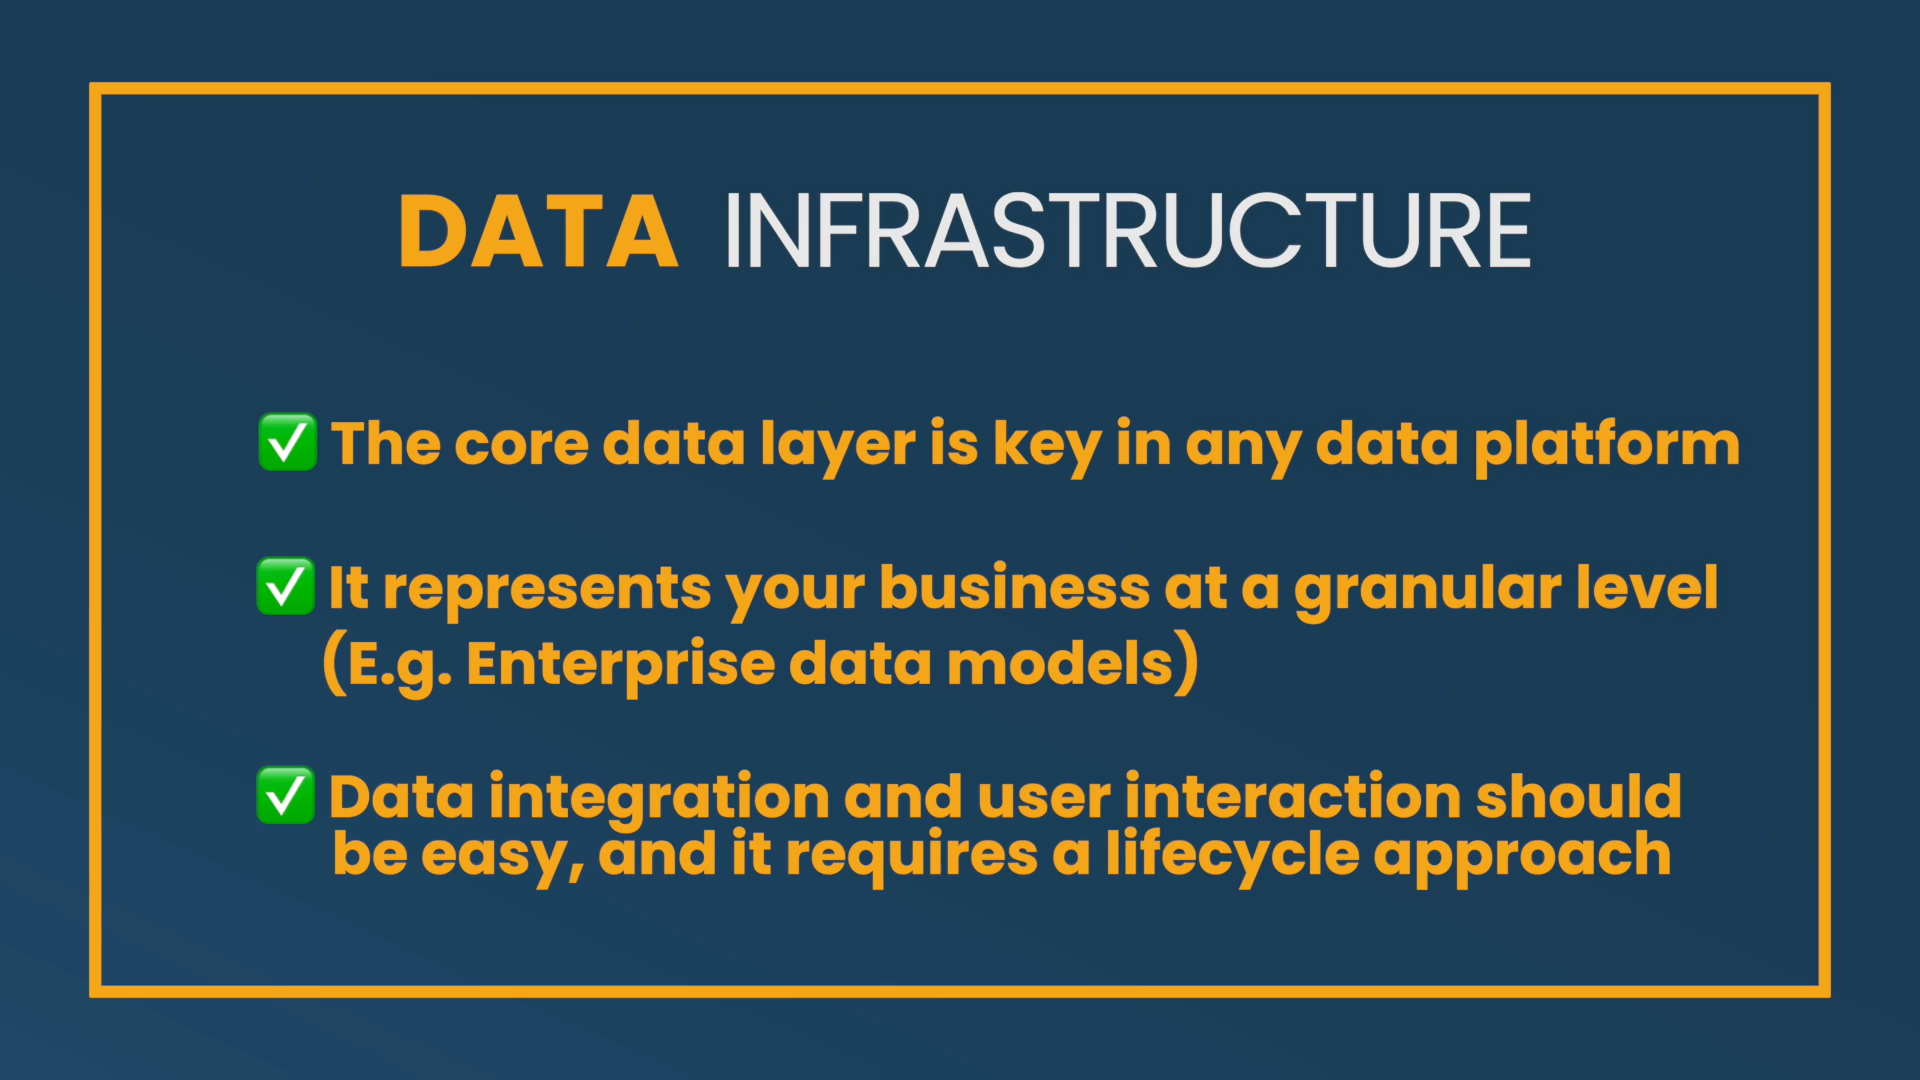 DATA INFRASTRUCTURE
✅ The core data layer is key in any data platform
✅ It represents your business at a granular level
(E.g. Enterprise data models)
✅ Data integration and user interaction should
be easy, and it requires a lifecycle approach